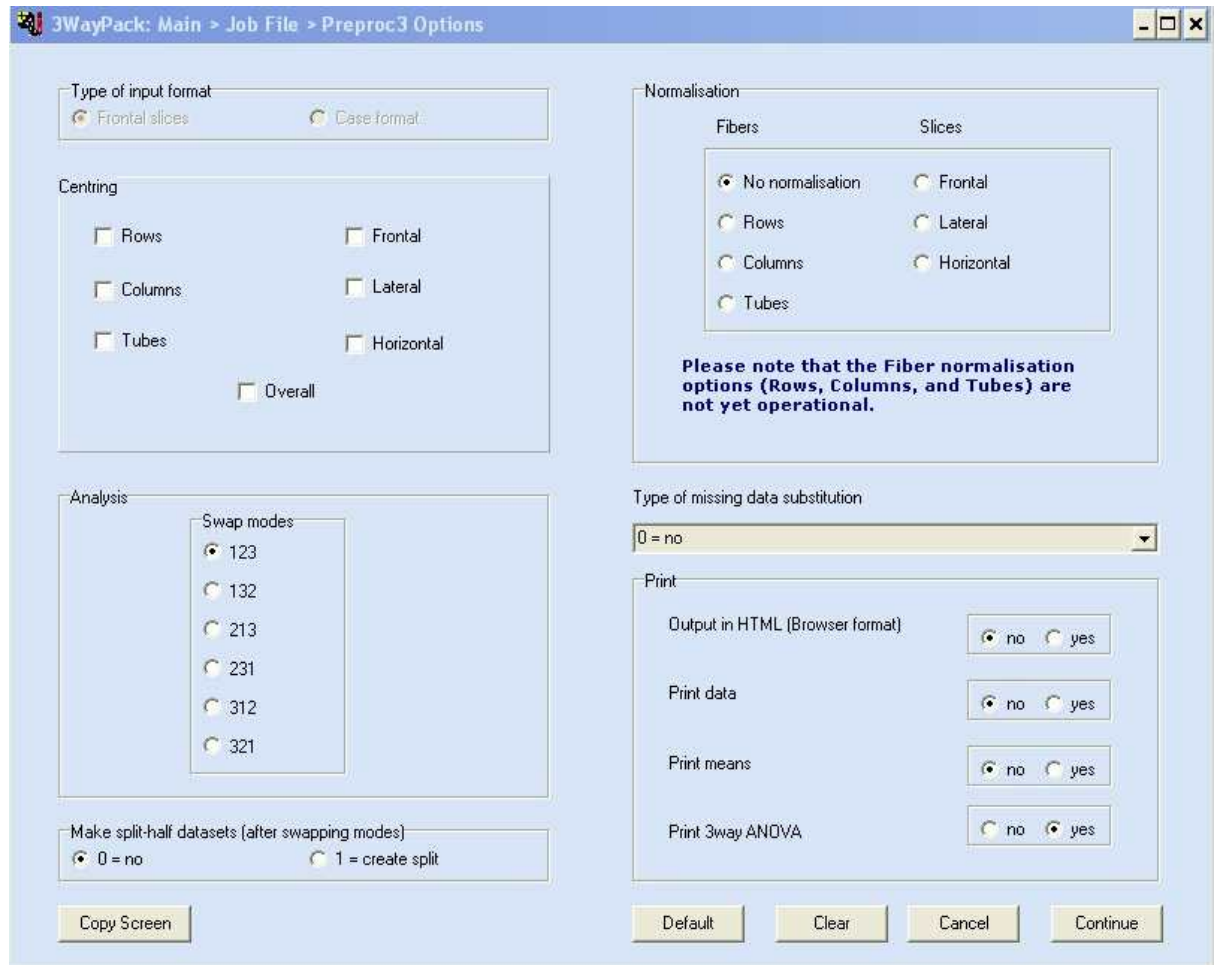 3WayPack: Main > Job File > Preproc3 Options
Type of input format
Frontal slices Case format
Centring
Rows Frontal
Columns Lateral
Tubes Horizontal
Overall
Analysis
Swap modes
123
132
213
231
312
321
Make split-half datasets (after swapping modes)
0 = no 1 = create split
Copy Screen
Normalisation
Fibers Slices
No normalisation Frontal
Rows Lateral
Columns Horizontal
Tubes
Please note that the Fiber normalisation
options (Rows, Columns, and Tubes) are
not yet operational.
Type of missing data substitution
0 = no
Print
Output in HTML (Browser format) no yes
Print data no yes
Print means no yes
Print 3way ANOVA no yes
Default Clear Cancel Continue